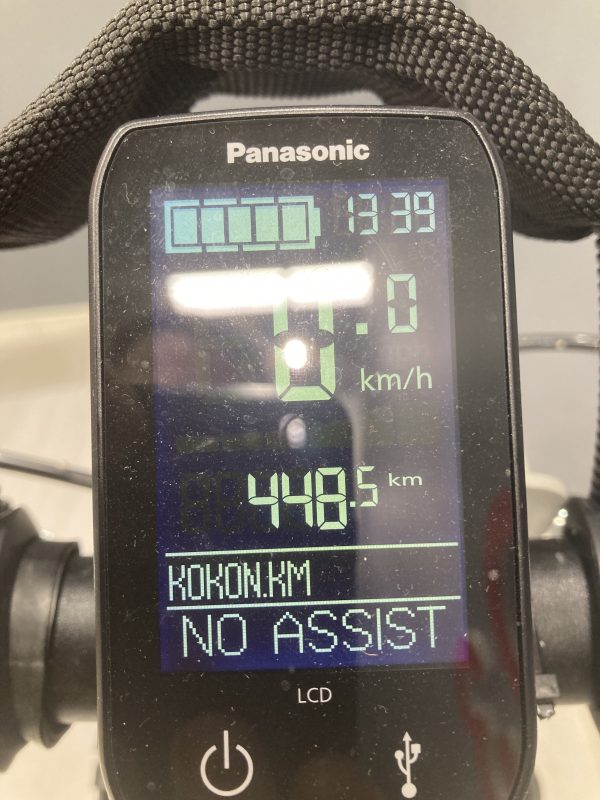 Panasonic
13 39
0.0
km/h
448.5 km
KOKON.KM
NO ASSIST
LCD